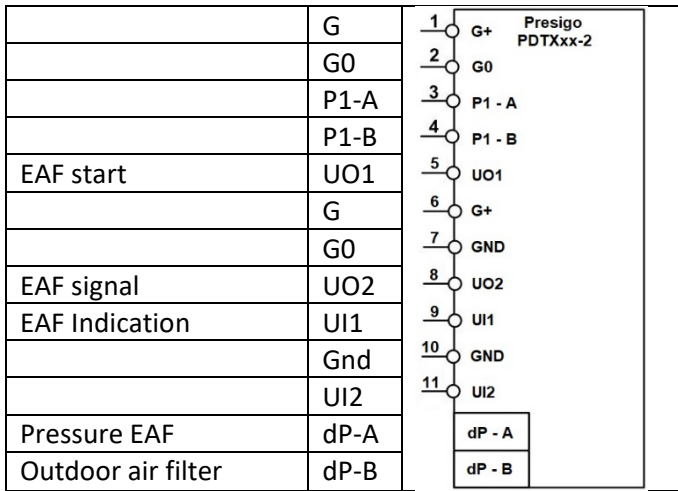 G 1 G+ Presigo
PDTXxx-2
G0 2 G0
P1-A 3 P1 - A
P1-B 4 P1 - B
EAF start UO1 5 UO1
G 6 G+
G0 7 GND
EAF signal UO2 8 UO2
EAF Indication UI1 9 UI1
Gnd 10 GND
UI2 11 UI2
Pressure EAF dP-A dP - A
Outdoor air filter dP-B dP - B